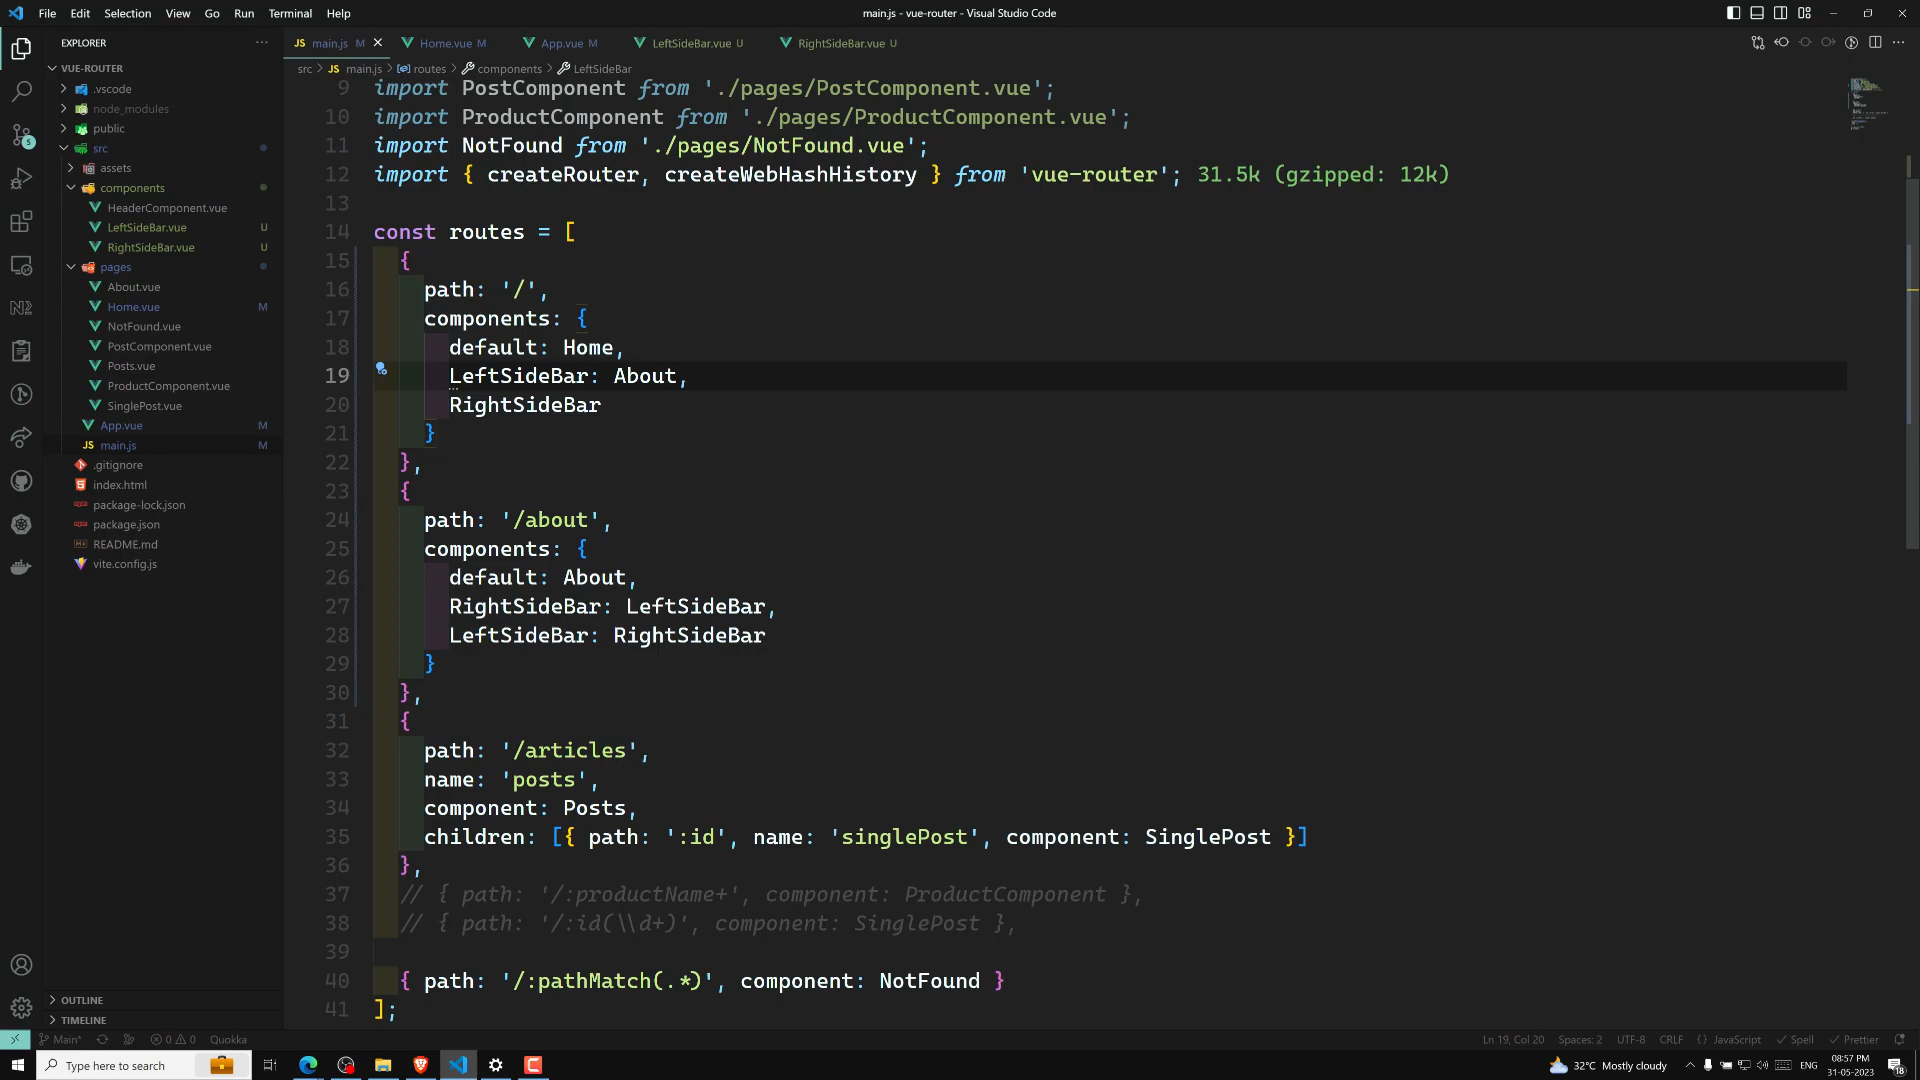 File Edit Selection View Go Run Terminal Help
main.js - vue-router - Visual Studio Code
EXPLORER
VUE-ROUTER
.vscode
node_modules
public
src
assets
components
HeaderComponent.vue
LeftSideBar.vue U
RightSideBar.vue U
pages
About.vue
Home.vue M
NotFound.vue
PostComponent.vue
Posts.vue
ProductComponent.vue
SinglePost.vue
App.vue M
JS main.js M
.gitignore
index.html
package-lock.json
package.json
README.md
vite.config.js
OUTLINE
TIMELINE
5
JS main.js M Home.vue M App.vue M LeftSideBar.vue U RightSideBar.vue U
src > JS main.js > routes > components > LeftSideBar
9 import PostComponent from './pages/PostComponent.vue';
10 import ProductComponent from './pages/ProductComponent.vue';
11 import NotFound from './pages/NotFound.vue';
12 import { createRouter, createWebHashHistory } from 'vue-router'; 31.5k (gzipped: 12k)
13
14 const routes = [
15 {
16 path: '/',
17 components: {
18 default: Home,
19 LeftSideBar: About,
20 RightSideBar
21 }
22 },
23 {
24 path: '/about',
25 components: {
26 default: About,
27 RightSideBar: LeftSideBar,
28 LeftSideBar: RightSideBar
29 }
30 },
31 {
32 path: '/articles',
33 name: 'posts',
34 component: Posts,
35 children: [{ path: ':id', name: 'singlePost', component: SinglePost }]
36 },
37 // { path: '/:productName+', component: ProductComponent },
38 // { path: '/:id(\\d+)', component: SinglePost },
39
40 { path: '/:pathMatch(.*)', component: NotFound }
41 ];
Main* 0 0 Quokka
Ln 19, Col 20 Spaces: 2 UTF-8 CRLF {} JavaScript Spell Prettier
Type here to search
32°C Mostly cloudy ENG 08:57 PM
31-05-2023
18